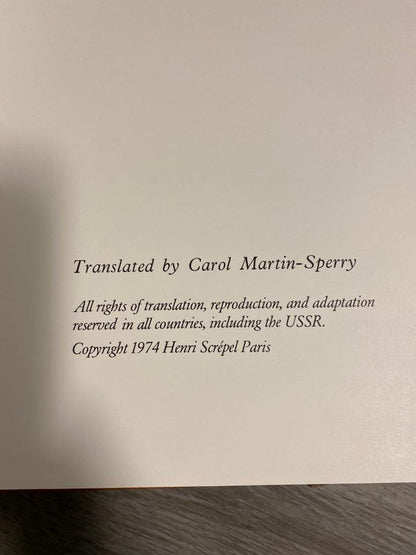 Translated by Carol Martin-Sperry
All rights of translation, reproduction, and adaptation
reserved in all countries, including the USSR.
Copyright 1974 Henri Scrépel Paris